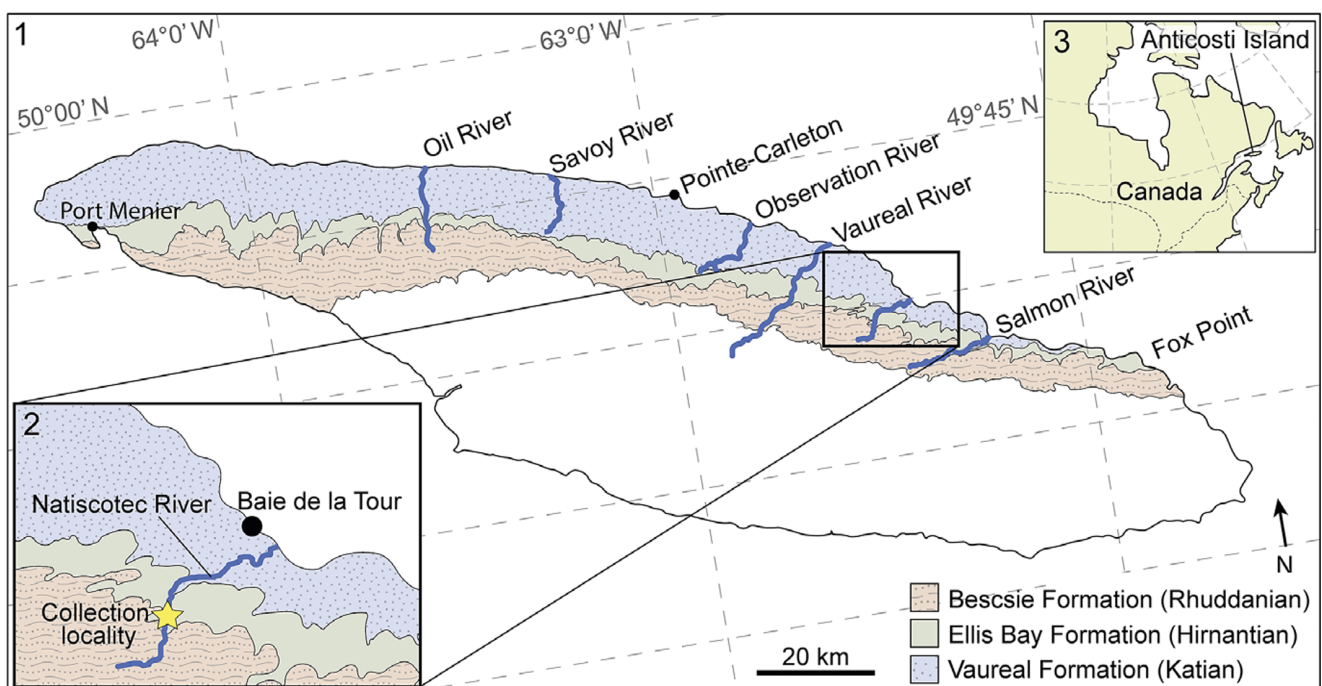 1
64°0’ W
63°0’ W
3
Anticosti Island
50°00’ N
49°45’ N
Oil River
Savoy River
Pointe-Carleton
Observation River
Canada
Port Menier
Vaureal River
Salmon River
Fox Point
2
Natiscotec River
Baie de la Tour
Collection
locality
N
Bescsie Formation (Rhuddanian)
Ellis Bay Formation (Hirnantian)
20 km
Vaureal Formation (Katian)